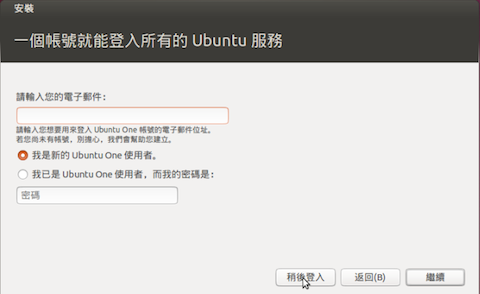 安裝
一個帳號就能登入所有的 Ubuntu 服務
請輸入您的電子郵件：
請輸入您想要用來登入 Ubuntu One 帳號的電子郵件位址。
若您尚未有帳號，別擔心，我們會幫助您建立。
我是新的 Ubuntu One 使用者。
我已是 Ubuntu One 使用者，而我的密碼是：
密碼
稍後登入 返回(B) 繼續